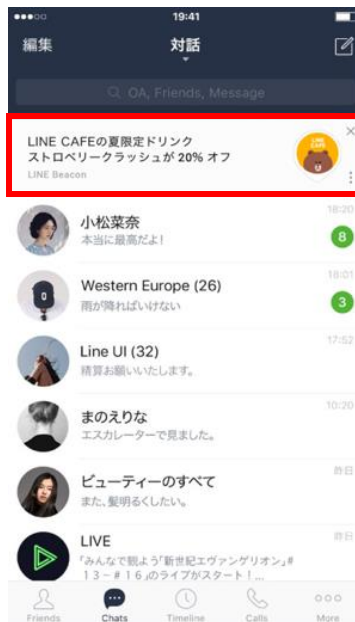 19:41
編集
対話
OA, Friends, Message
LINE CAFEの夏限定ドリンク
ストロベリークラッシュが 20% オフ
LINE Beacon
LINE
CAFE
18:20
小松菜奈
本当に最高だよ!
8
18:01
Western Europe (26)
雨が降ればいけない
3
17:52
Line UI (32)
精算お願いいたします。
10:20
まのえりな
エスカレーターで見ました。
昨日
ビューティーのすべて
また、髪明るくしたい。
昨日
LIVE
「みんなで観よう「新世紀エヴァンゲリオン」#
13-#16」のライブがスタート!...
Friends
Chats
Timeline
Calls
More